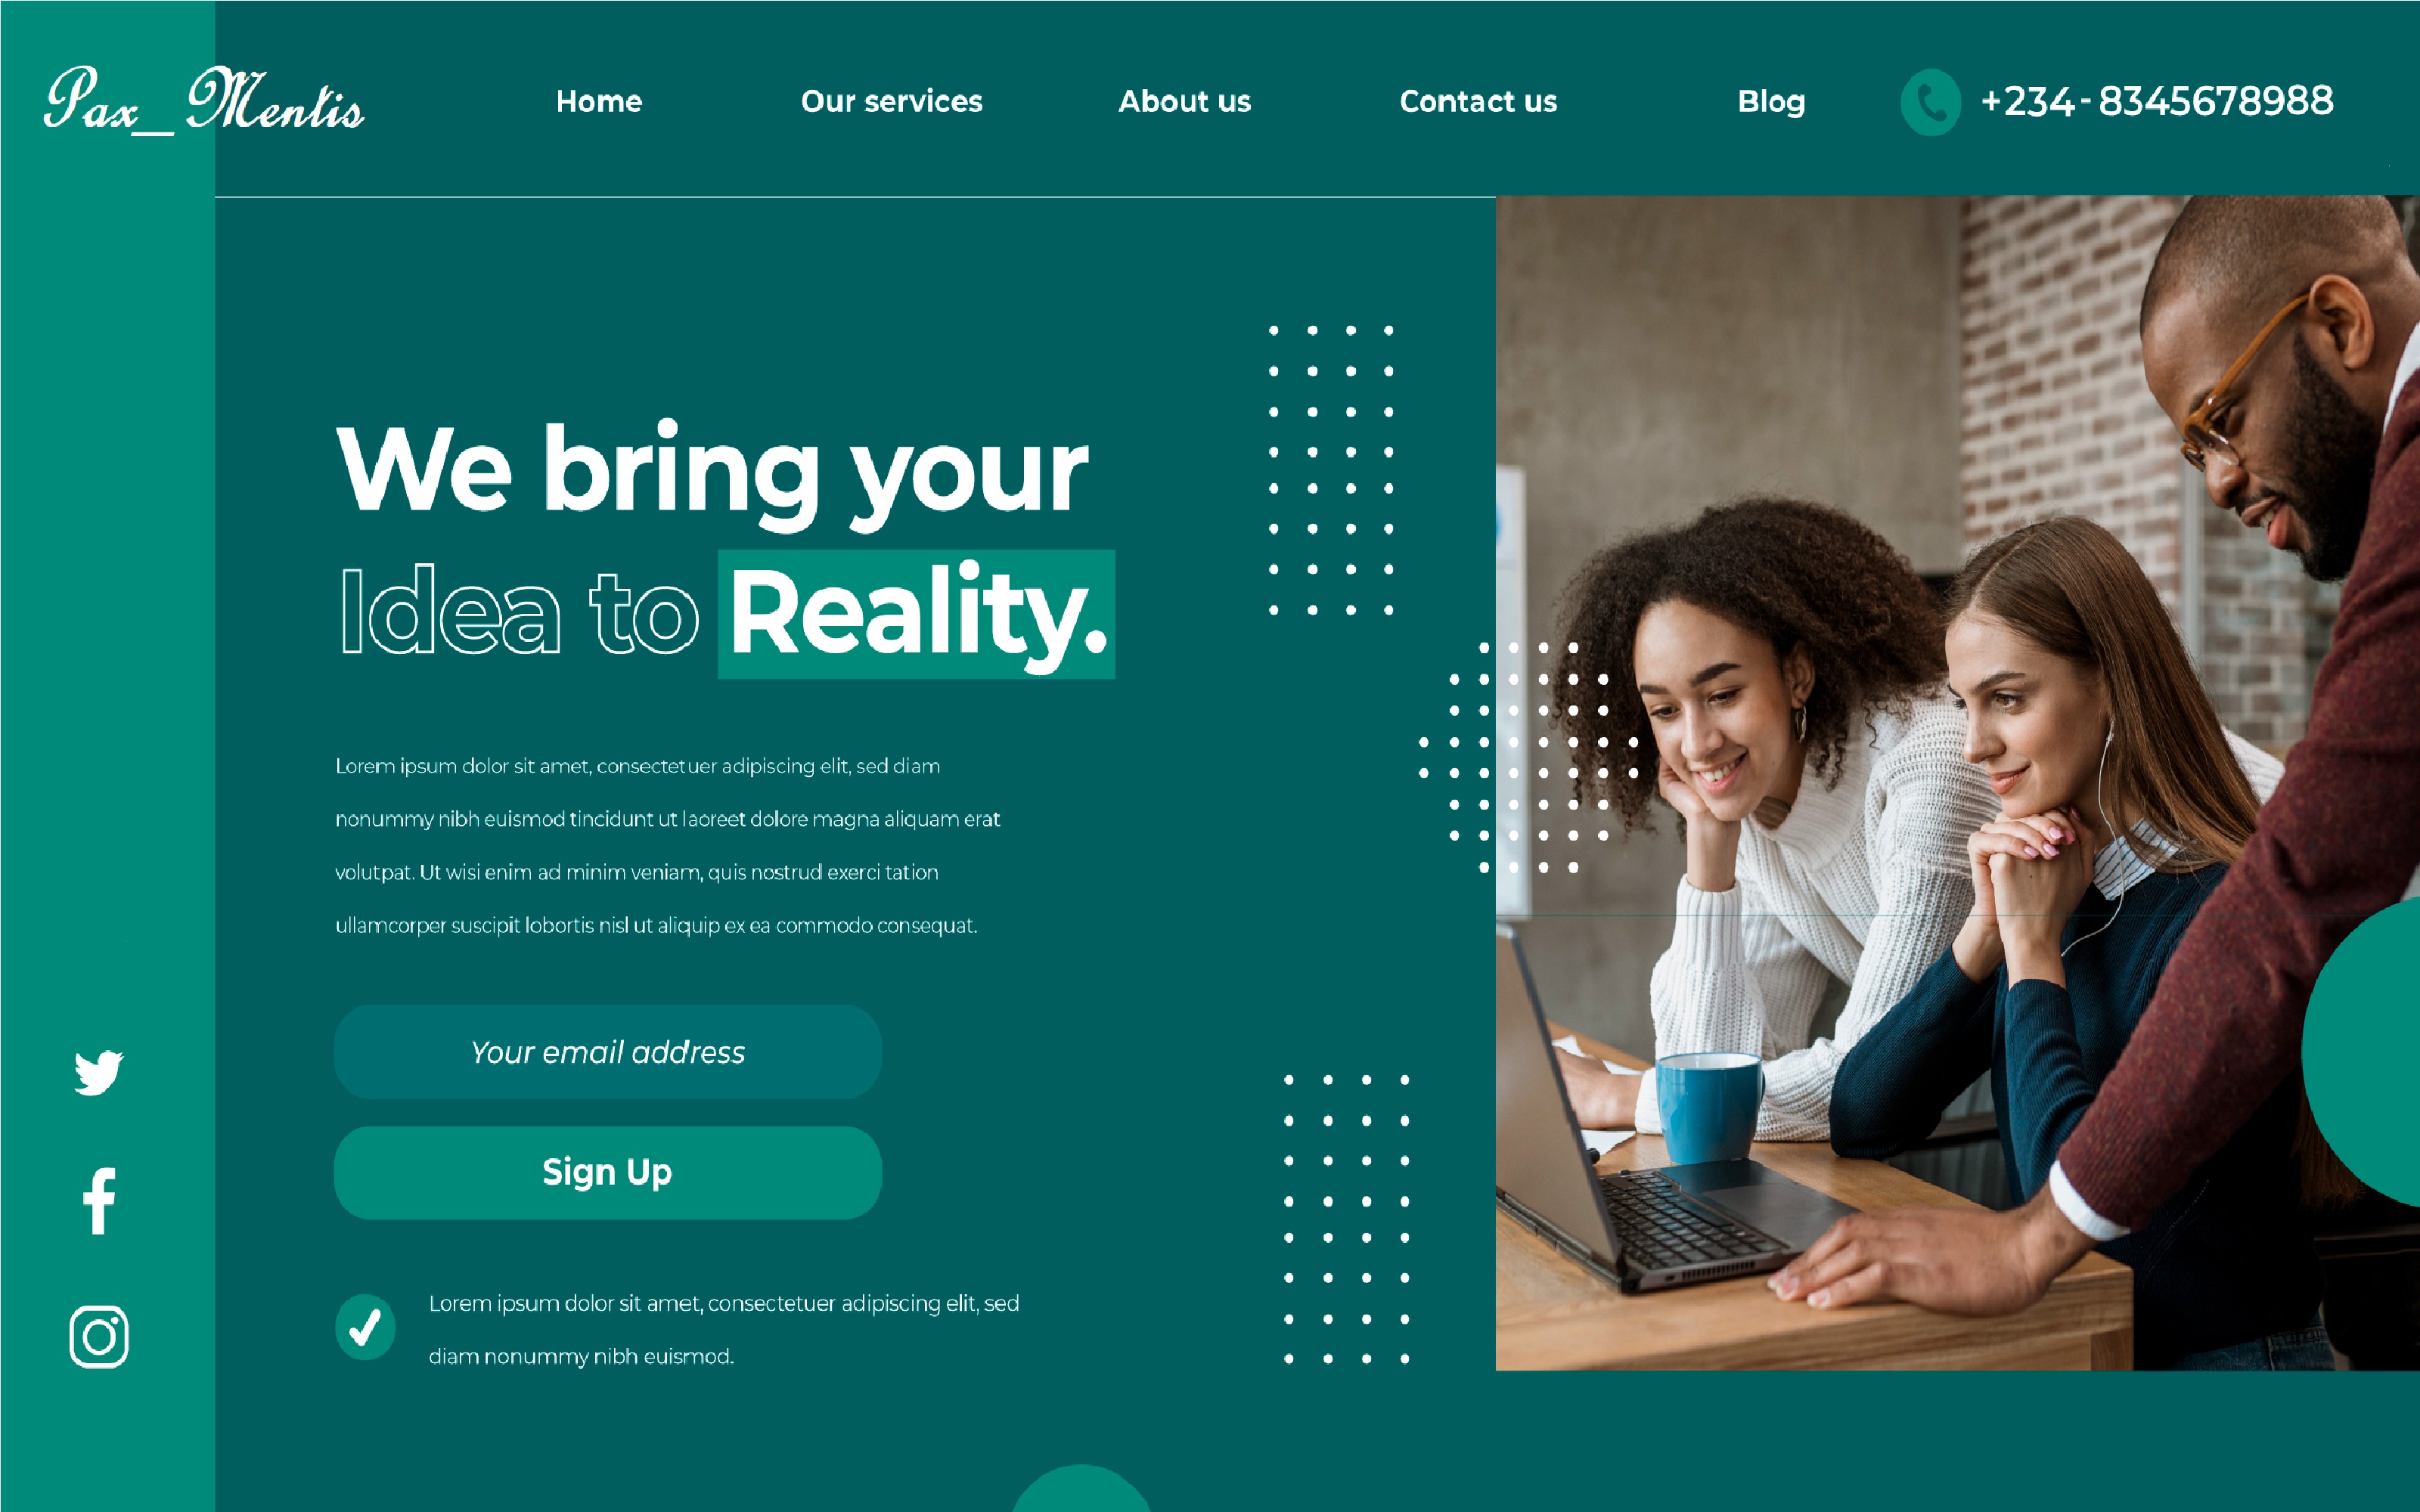 Pax_Mentis
Home
Our services
About us
Contact us
Blog
+234-8345678988
We bring your
Idea to Reality.
Lorem ipsum dolor sit amet, consectetuer adipiscing elit, sed diam
nonummy nibh euismod tincidunt ut laoreet dolore magna aliquam erat
volutpat. Ut wisi enim ad minim veniam, quis nostrud exerci tation
ullamcorper suscipit lobortis nisl ut aliquip ex ea commodo consequat.
Your email address
Sign Up
Lorem ipsum dolor sit amet, consectetuer adipiscing elit, sed
diam nonummy nibh euismod.